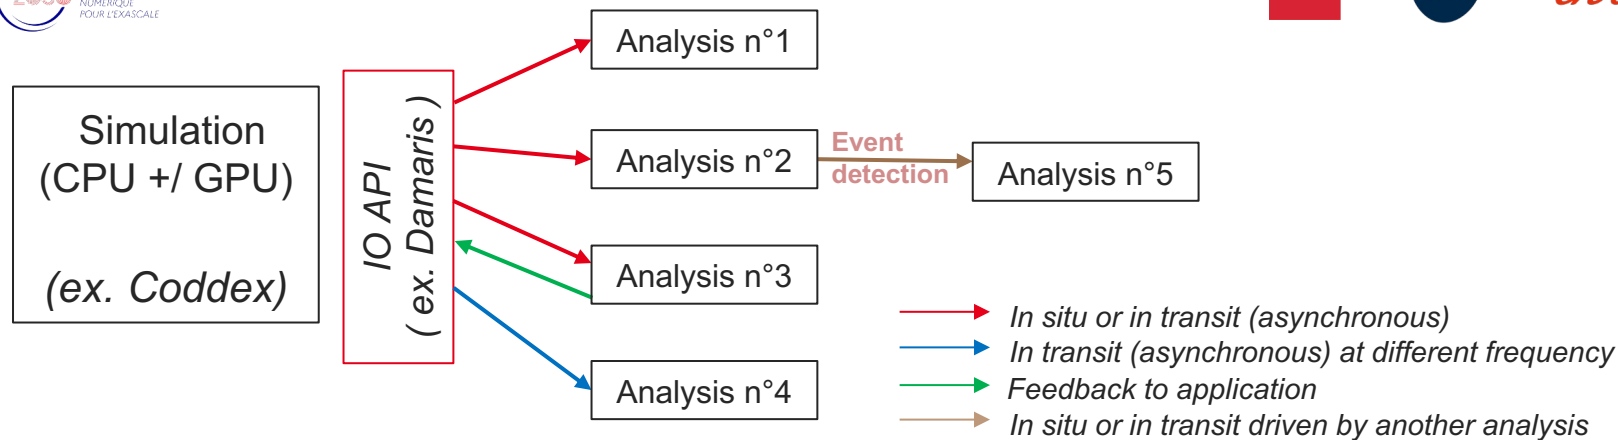 NUMÉRIQUE
POUR L'EXASCALE
Simulation
(CPU +/ GPU)
(ex. Coddex)
IO API
( ex. Damaris )
Analysis n°1
Analysis n°2
Event
detection
Analysis n°5
Analysis n°3
Analysis n°4
In situ or in transit (asynchronous)
In transit (asynchronous) at different frequency
Feedback to application
In situ or in transit driven by another analysis